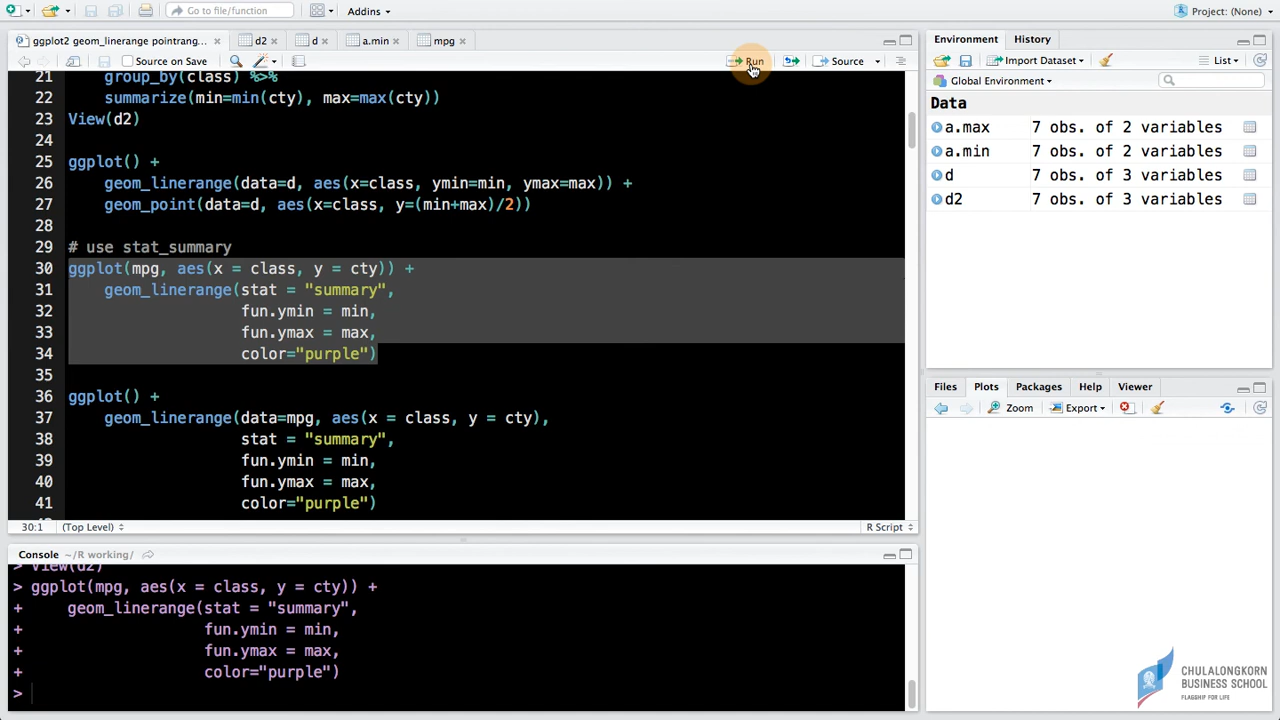 Go to file/function
Addins
Project: (None)
ggplot2 geom_linerange pointrang...
d2
d
a.min
mpg
Source on Save
Run
Source
21 group_by(class) %>%
22 summarize(min=min(cty), max=max(cty))
23 View(d2)
24
25 ggplot() +
26 geom_linerange(data=d, aes(x=class, ymin=min, ymax=max)) +
27 geom_point(data=d, aes(x=class, y=(min+max)/2))
28
29 # use stat_summary
30 ggplot(mpg, aes(x = class, y = cty)) +
31 geom_linerange(stat = "summary",
32 fun.ymin = min,
33 fun.ymax = max,
34 color="purple")
35
36 ggplot() +
37 geom_linerange(data=mpg, aes(x = class, y = cty),
38 stat = "summary",
39 fun.ymin = min,
40 fun.ymax = max,
41 color="purple")
30:1 (Top Level) R Script
Console ~/R working/
> View(d2)
> ggplot(mpg, aes(x = class, y = cty)) +
+ geom_linerange(stat = "summary",
+ fun.ymin = min,
+ fun.ymax = max,
+ color="purple")
>
Environment History
Import Dataset List
Global Environment
Data
a.max 7 obs. of 2 variables
a.min 7 obs. of 2 variables
d 7 obs. of 3 variables
d2 7 obs. of 3 variables
Files Plots Packages Help Viewer
Zoom Export
CHULALONGKORN
BUSINESS SCHOOL
FLAGSHIP FOR LIFE